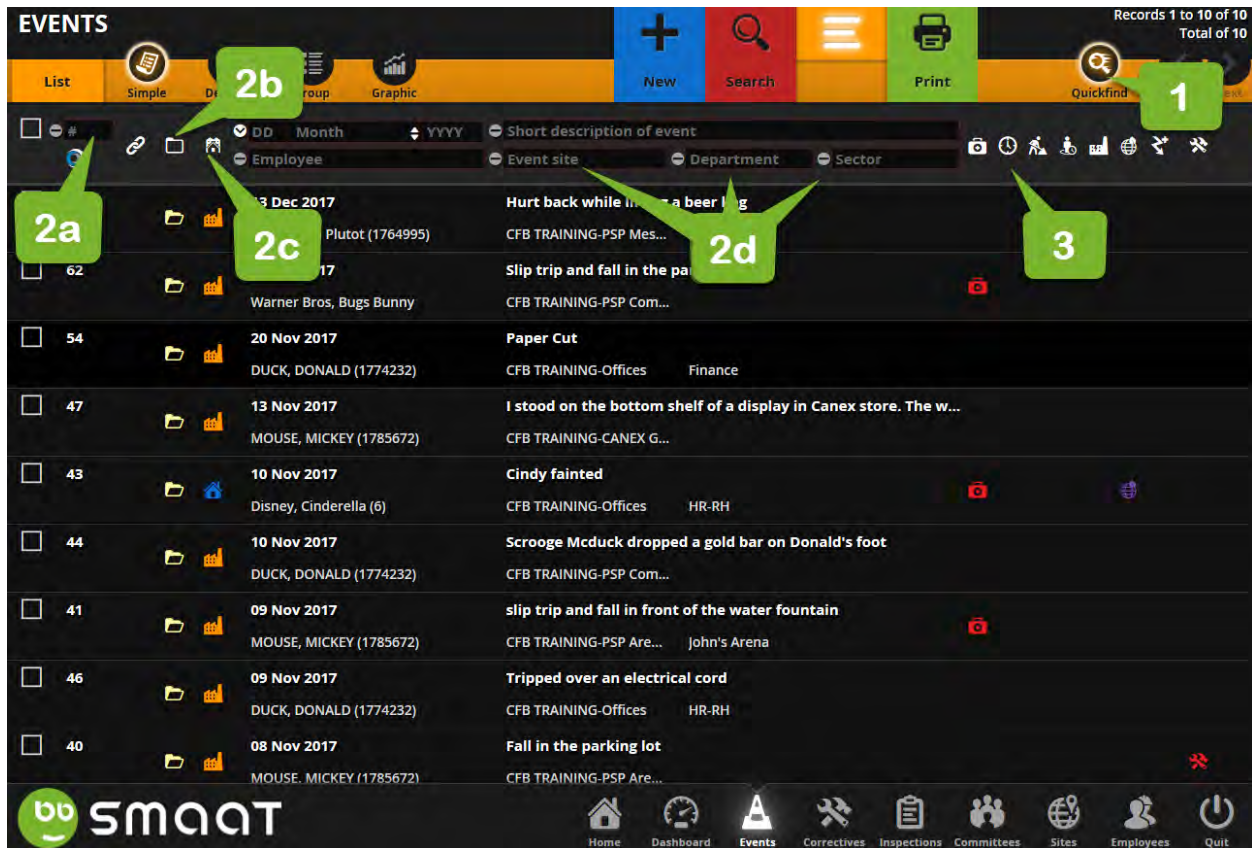 EVENTS
Records 1 to 10 of 10
Total of 10
List
Simple
2b
Graphic
New
Search
Print
Quickfind
1
#
DD Month YYYY
Short description of event
Employee
Event site
Department
Sector
2a
2c
2d
3
Dec 2017
Hurt back while
a beer
Plutot (1764995)
CFB TRAINING-PSP Mes...
62
17
Slip trip and fall in the
Warner Bros, Bugs Bunny
CFB TRAINING-PSP Com...
54
20 Nov 2017
Paper Cut
DUCK, DONALD (1774232)
CFB TRAINING-Offices
Finance
47
13 Nov 2017
I stood on the bottom shelf of a display in Canex store. The w...
MOUSE, MICKEY (1785672)
CFB TRAINING-CANEX G...
43
10 Nov 2017
Cindy fainted
Disney, Cinderella (6)
CFB TRAINING-Offices
HR-RH
44
10 Nov 2017
Scrooge Mcduck dropped a gold bar on Donald's foot
DUCK, DONALD (1774232)
CFB TRAINING-PSP Com...
41
09 Nov 2017
slip trip and fall in front of the water fountain
MOUSE, MICKEY (1785672)
CFB TRAINING-PSP Are...
John's Arena
46
09 Nov 2017
Tripped over an electrical cord
DUCK, DONALD (1774232)
CFB TRAINING-Offices
HR-RH
40
08 Nov 2017
Fall in the parking lot
MOUSE, MICKEY (1785672)
CFB TRAINING-PSP Are...
smaat
Home
Dashboard
Events
Correctives
Inspections
Committees
Sites
Employees
Quit